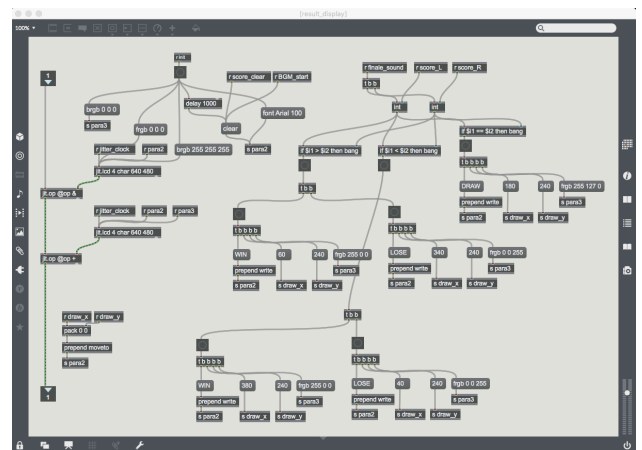 [result_display]
100%
1
r init
r score_clear
r BGM_start
r finale_sound
r score_L
r score_R
t b b
brgb 0 0 0
delay 1000
font Arial 100
int
int
s para3
frgb 0 0 0
clear
if $i1 == $i2 then bang
r jitter_clock
r para2
brgb 255 255 255
s para2
if $i1 > $i2 then bang
if $i1 < $i2 then bang
jit.lcd 4 char 640 480
t b b b b
jit.op @op &
t b b
DRAW
180
240
frgb 255 127 0
prepend write
s para3
r jitter_clock
r para2
r para3
s para2
s draw_x
s draw_y
jit.lcd 4 char 640 480
t b b b b
t b b b b
WIN
60
240
frgb 255 0 0
LOSE
340
240
frgb 0 0 255
jit.op @op +
prepend write
s para3
prepend write
s para3
s para2
s draw_x
s draw_y
s para2
s draw_x
s draw_y
r draw_x
r draw_y
t b b
pack 0 0
prepend moveto
s para2
t b b b b
t b b b b
WIN
380
240
frgb 255 0 0
LOSE
40
240
frgb 0 0 255
1
prepend write
s para3
prepend write
s para3
s para2
s draw_x
s draw_y
s para2
s draw_x
s draw_y